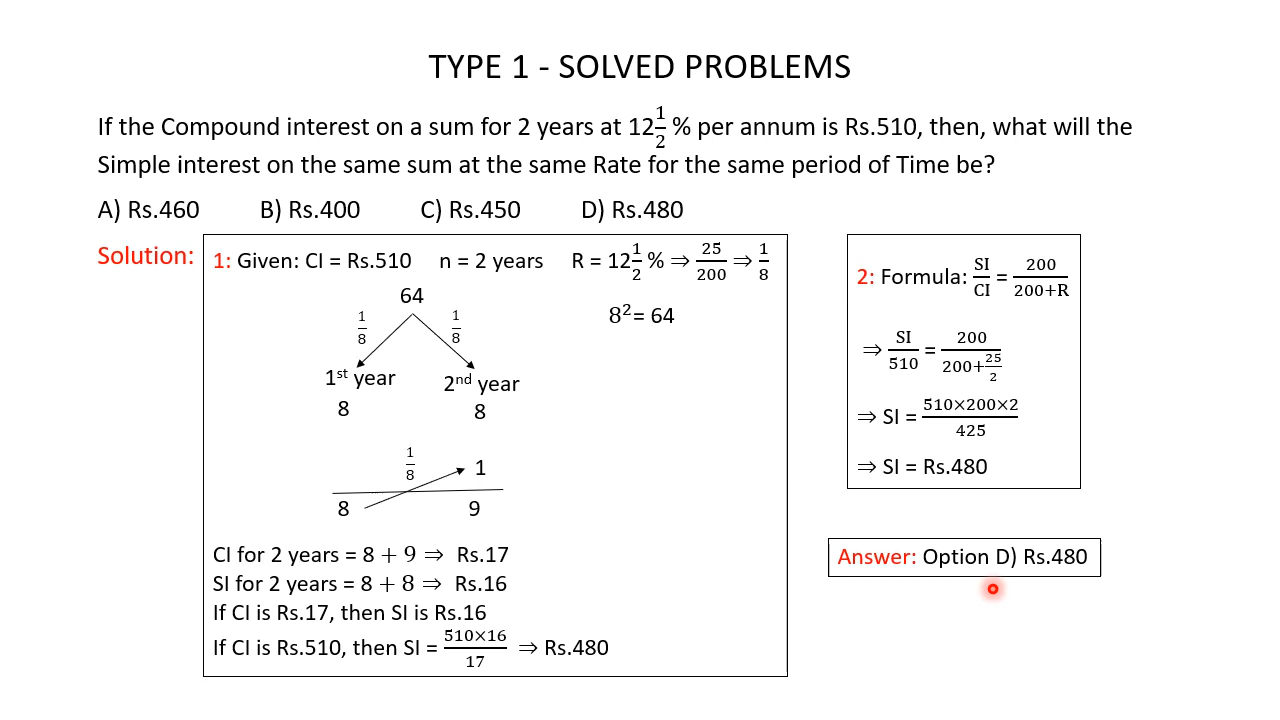 TYPE 1 - SOLVED PROBLEMS
If the Compound interest on a sum for 2 years at 12 1/2 % per annum is Rs.510, then, what will the
Simple interest on the same sum at the same Rate for the same period of Time be?
A) Rs.460 B) Rs.400 C) Rs.450 D) Rs.480
Solution:
1: Given: CI = Rs.510 n = 2 years R = 12 1/2 % ⇒ 25/200 ⇒ 1/8
64
8² = 64
1/8 1/8
1st year 2nd year
8 8
1/8 1
8 9
CI for 2 years = 8 + 9 ⇒ Rs.17
SI for 2 years = 8 + 8 ⇒ Rs.16
If CI is Rs.17, then SI is Rs.16
If CI is Rs.510, then SI = 510×16/17 ⇒ Rs.480
2: Formula: SI/CI = 200/200+R
⇒ SI/510 = 200/200+25/2
⇒ SI = 510×200×2/425
⇒ SI = Rs.480
Answer: Option D) Rs.480